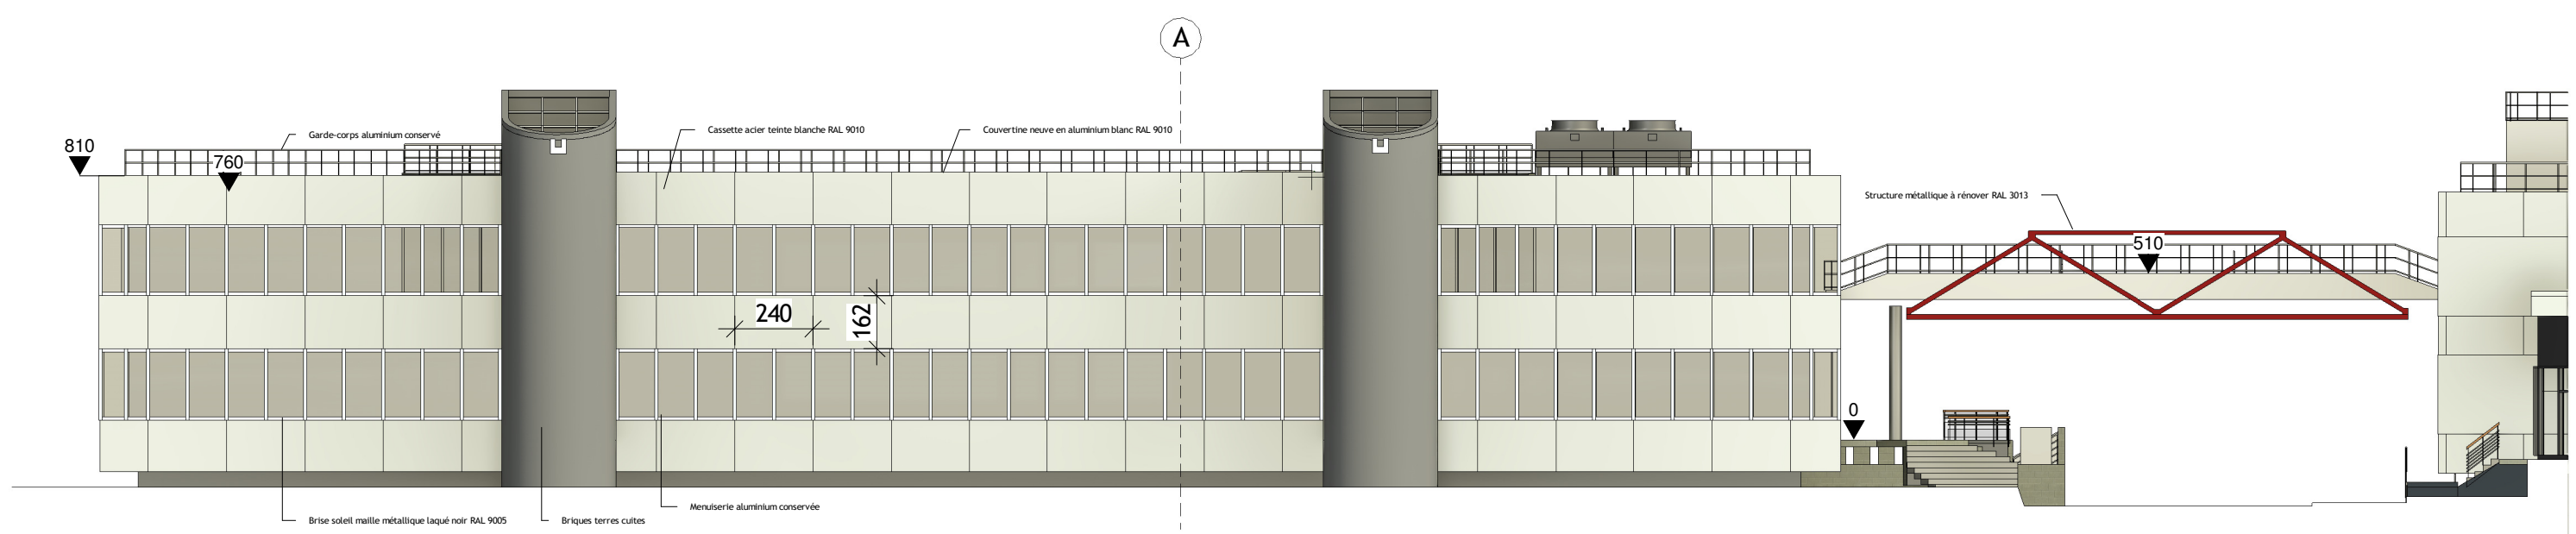 A
Garde-corps aluminium conservé
Cassette acier teinte blanche RAL 9010
Couvertine neuve en aluminium blanc RAL 9010
810
760
Structure métallique à rénover RAL 3013
510
240
162
0
Menuiserie aluminium conservée
Brise soleil maille métallique laqué noir RAL 9005
Briques terres cuites